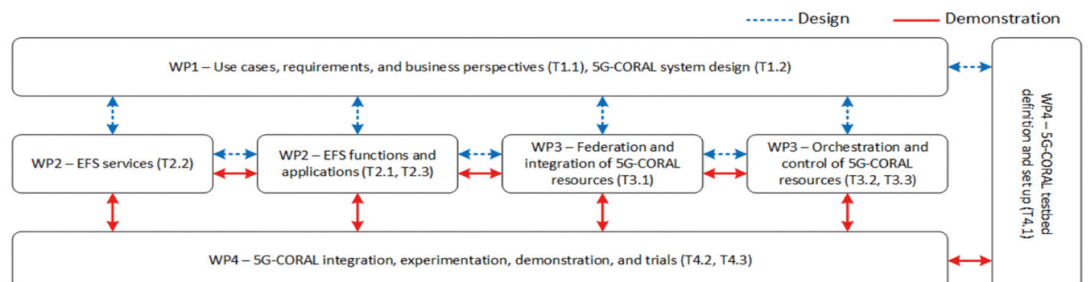 Design
Demonstration
WP1 – Use cases, requirements, and business perspectives (T1.1), 5G-CORAL system design (T1.2)
WP2 – EFS services (T2.2)
WP2 – EFS functions and
applications (T2.1, T2.3)
WP3 – Federation and
integration of 5G-CORAL
resources (T3.1)
WP3 – Orchestration and
control of 5G-CORAL
resources (T3.2, T3.3)
WP4 – 5G-CORAL integration, experimentation, demonstration, and trials (T4.2, T4.3)
WP4 – 5G-CORAL testbed
definition and set up (T4.1)